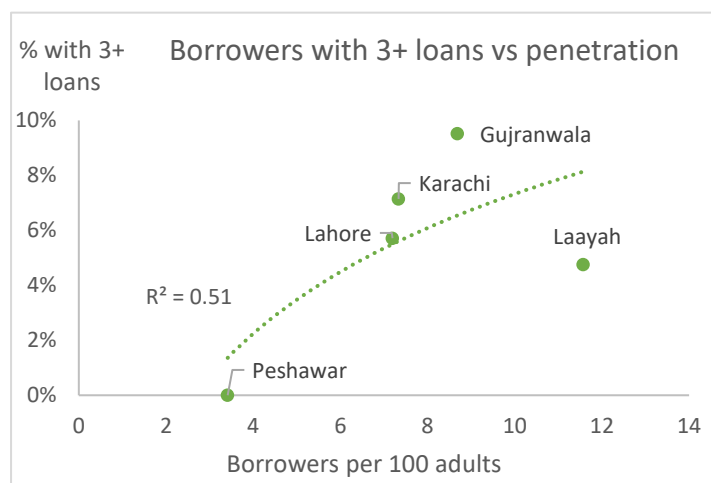 % with 3+
loans
Borrowers with 3+ loans vs penetration
10%
8%
6%
4%
2%
0%
Gujranwala
Karachi
Lahore
Laayah
R² = 0.51
Peshawar
0 2 4 6 8 10 12 14
Borrowers per 100 adults